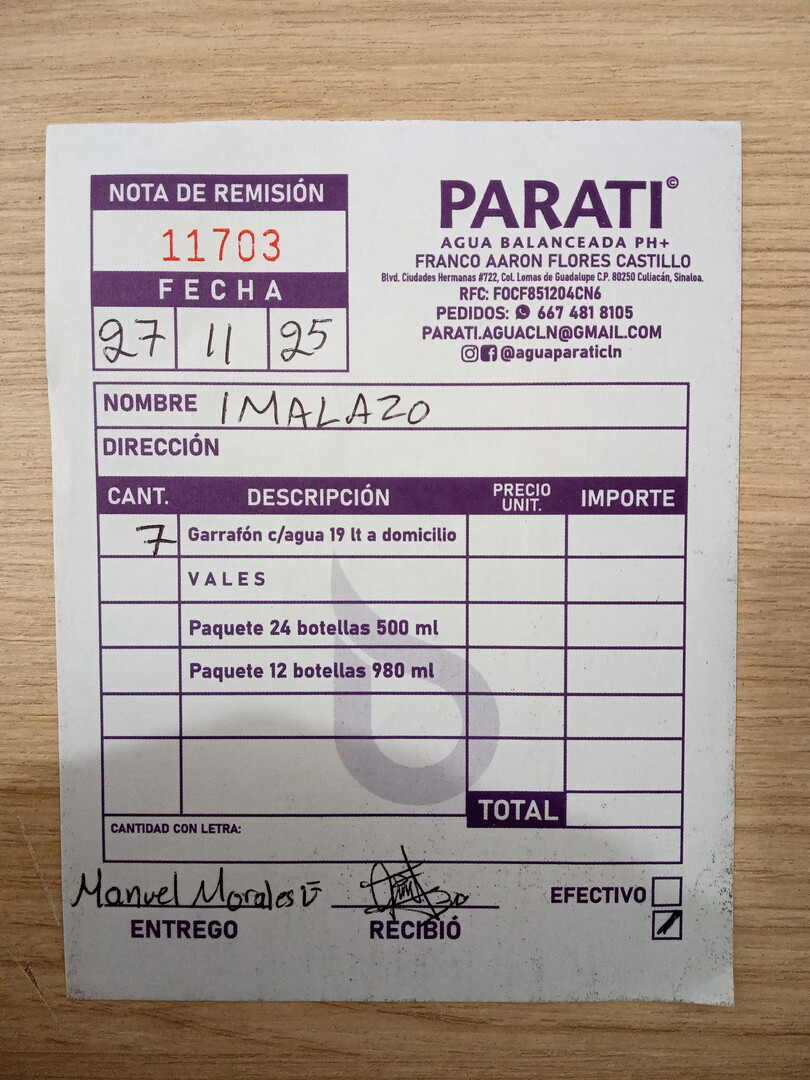 NOTA DE REMISIÓN
11703
FECHA
27 11 25
PARATI©
AGUA BALANCEADA PH+
FRANCO AARON FLORES CASTILLO
Blvd. Ciudades Hermanas #722, Col. Lomas de Guadalupe C.P. 80250 Culiacán, Sinaloa.
RFC: FOCF851204CN6
PEDIDOS: 667 481 8105
PARATI.AGUACLN@GMAIL.COM
@aguaparaticln
NOMBRE IMALAZO
DIRECCIÓN
CANT. DESCRIPCIÓN PRECIO UNIT. IMPORTE
7 Garrafón c/agua 19 lt a domicilio
VALES
Paquete 24 botellas 500 ml
Paquete 12 botellas 980 ml
TOTAL
CANTIDAD CON LETRA:
Manuel Morales
EFECTIVO
ENTREGO RECIBIÓ